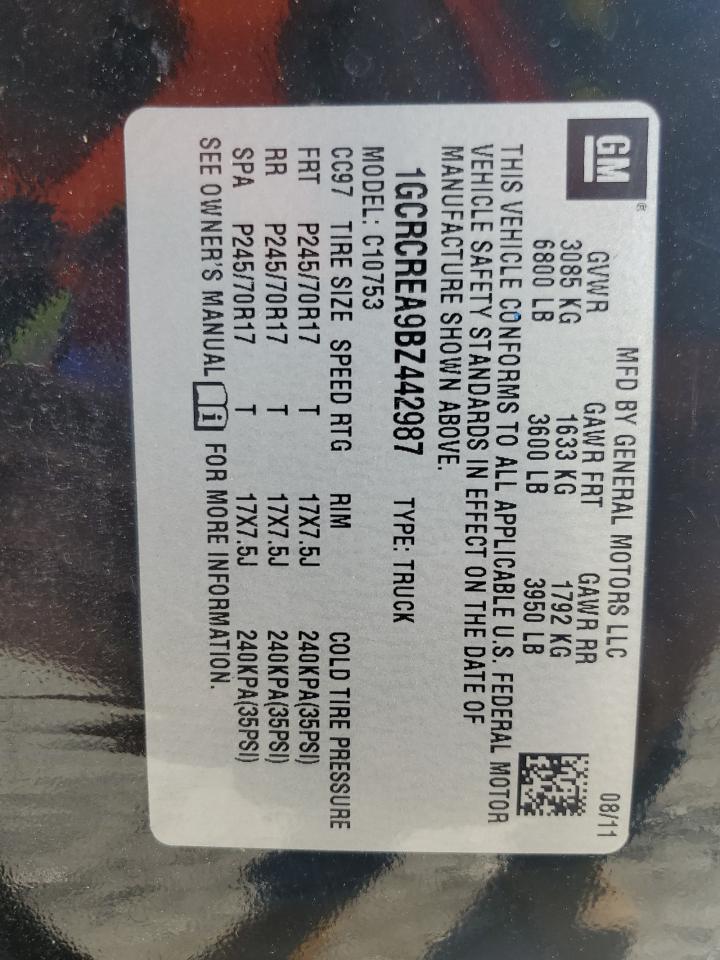 GM®
MFD BY GENERAL MOTORS LLC 08/11
GVWR GAWR FRT GAWR RR
3085 KG 1633 KG 1792 KG
6800 LB 3600 LB 3950 LB
THIS VEHICLE CONFORMS TO ALL APPLICABLE U.S. FEDERAL MOTOR
VEHICLE SAFETY STANDARDS IN EFFECT ON THE DATE OF
MANUFACTURE SHOWN ABOVE.
1GCRCREA9BZ442987 TYPE: TRUCK
MODEL: C10753
CC97 TIRE SIZE SPEED RTG RIM COLD TIRE PRESSURE
FRT P245/70R17 T 17X7.5J 240KPA(35PSI)
RR P245/70R17 T 17X7.5J 240KPA(35PSI)
SPA P245/70R17 T 17X7.5J 240KPA(35PSI)
SEE OWNER'S MANUAL i FOR MORE INFORMATION.